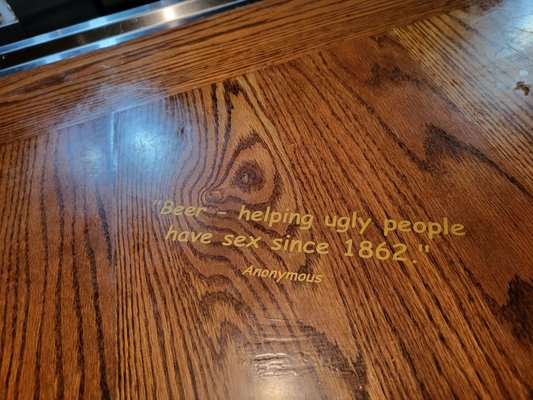 "Beer - helping ugly people
have sex since 1862."
Anonymous